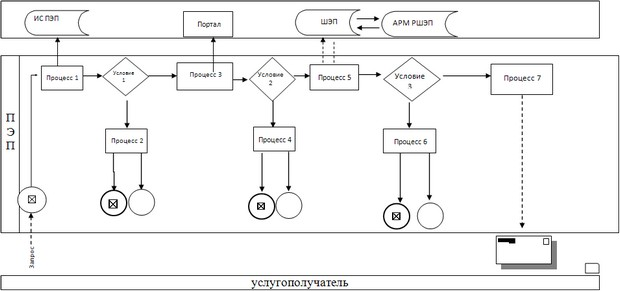 ИС ПЭП
Портал
ШЭП
АРМ РШЭП
Процесс 1
Условие
1
Процесс 3
Условие
2
Процесс 5
Условие
3
Процесс 7
П
Э
П
Процесс 2
Процесс 4
Процесс 6
Запрос
услугополучатель